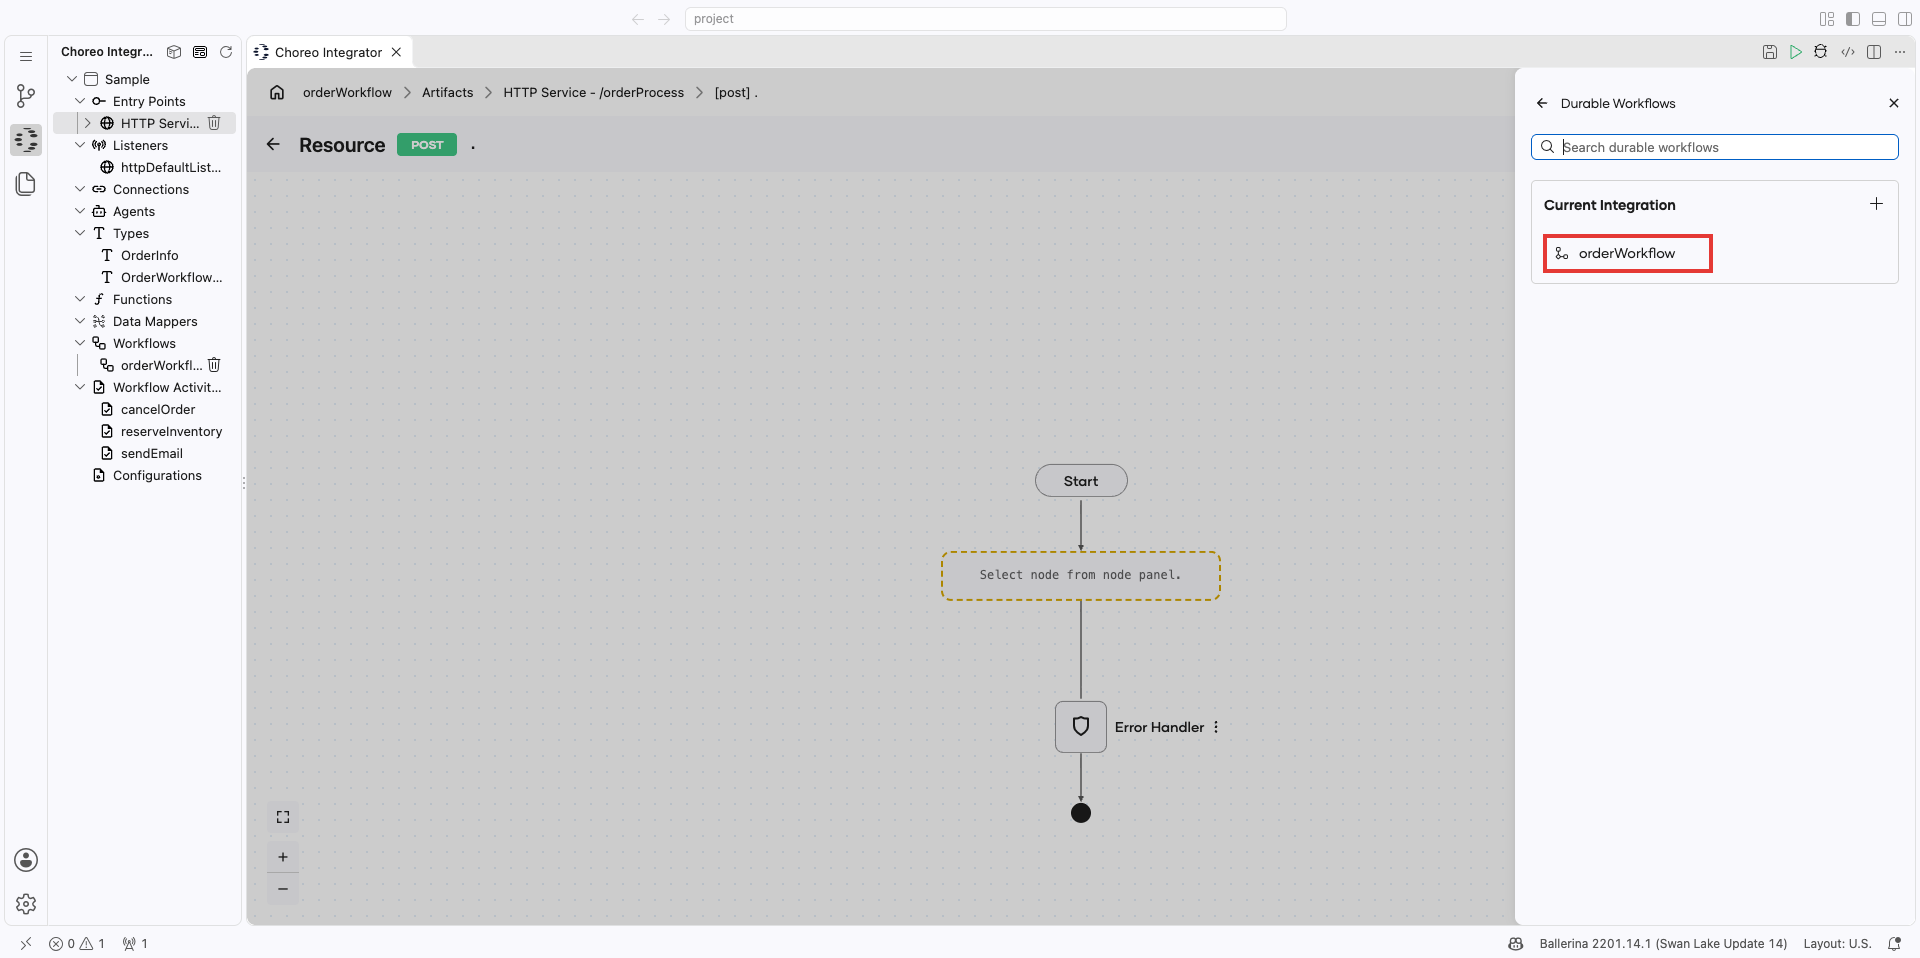 project
Choreo Integr...
Sample
Entry Points
HTTP Servi...
Listeners
httpDefaultList...
Connections
Agents
Types
OrderInfo
OrderWorkflow...
Functions
Data Mappers
Workflows
orderWorkfl...
Workflow Activit...
cancelOrder
reserveInventory
sendEmail
Configurations
Choreo Integrator
orderWorkflow > Artifacts > HTTP Service - /orderProcess > [post] .
Resource POST .
Start
Select node from node panel.
Error Handler
Durable Workflows
Search durable workflows
Current Integration
orderWorkflow
0 1 1
Ballerina 2201.14.1 (Swan Lake Update 14) Layout: U.S.